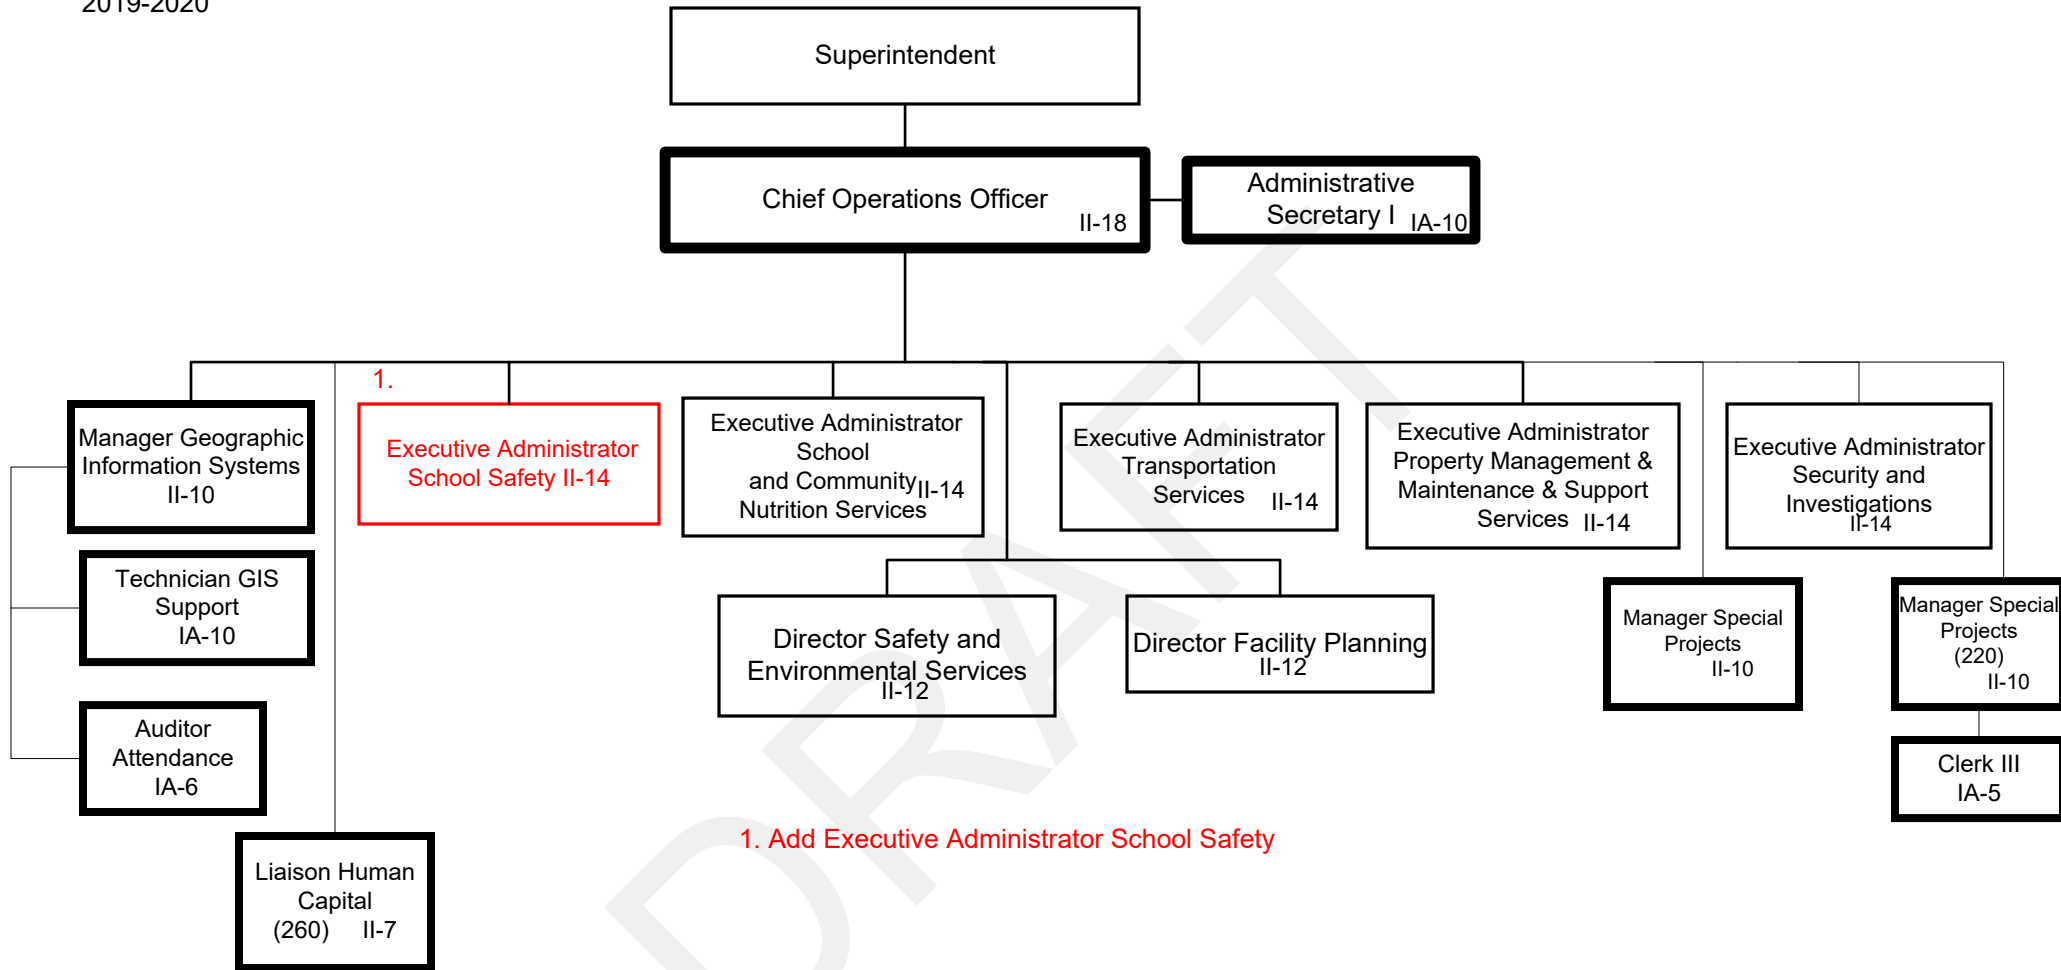 2019-2020
Superintendent
Chief Operations Officer
II-18
Administrative
Secretary I IA-10
1.
Manager Geographic
Information Systems
II-10
Executive Administrator
School Safety II-14
Executive Administrator
School
and Community II-14
Nutrition Services
Executive Administrator
Transportation
Services II-14
Executive Administrator
Property Management &
Maintenance & Support
Services II-14
Executive Administrator
Security and
Investigations
II-14
Technician GIS
Support
IA-10
Director Safety and
Environmental Services
II-12
Director Facility Planning
II-12
Manager Special
Projects
II-10
Manager Special
Projects
(220)
II-10
Auditor
Attendance
IA-6
Clerk III
IA-5
Liaison Human
Capital
(260) II-7
1. Add Executive Administrator School Safety
DRAFT